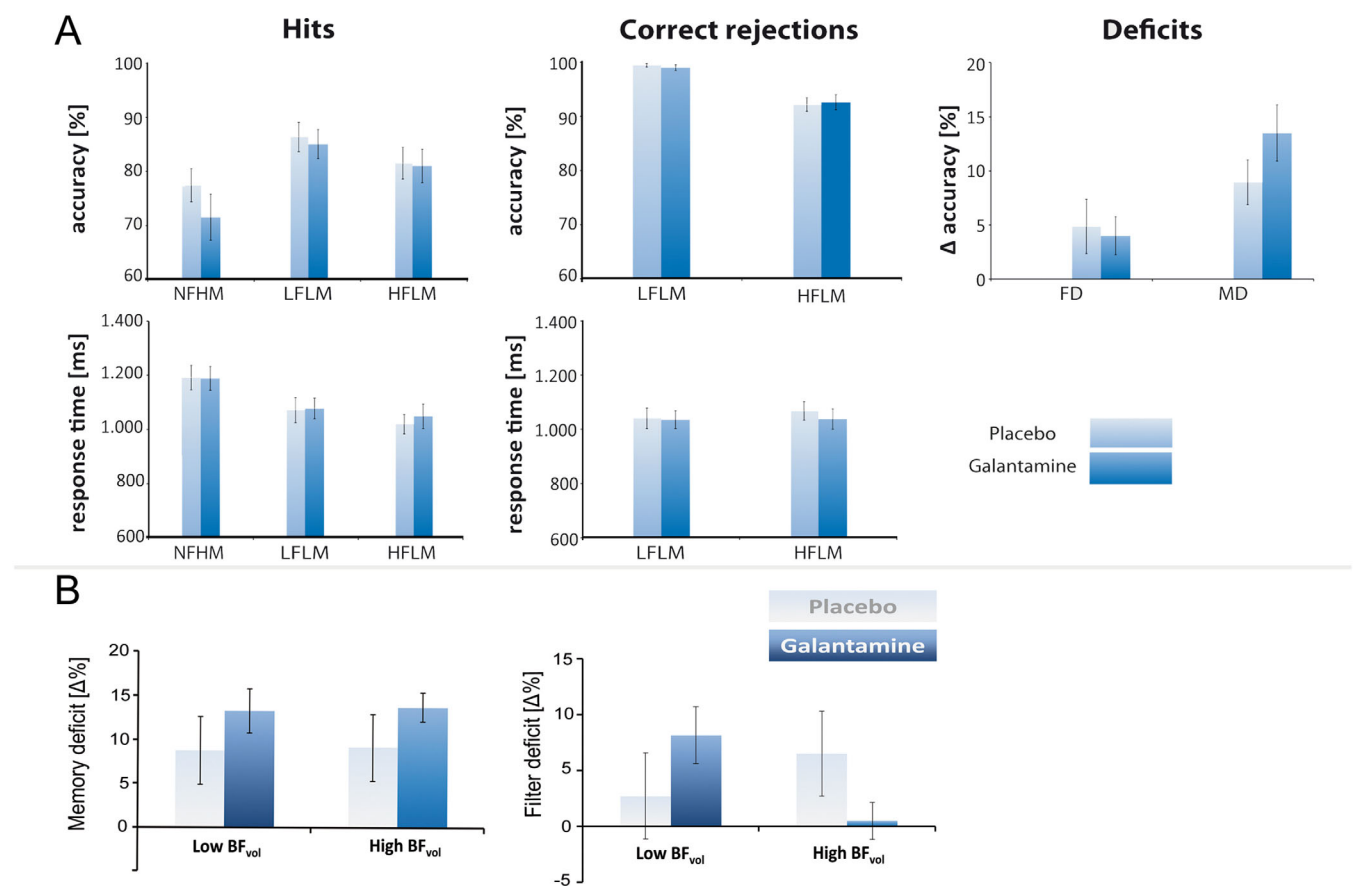 A
Hits
Correct rejections
Deficits
accuracy [%]
100
90
80
70
60
NFHM LFLM HFLM
accuracy [%]
100
90
80
70
60
LFLM HFLM
Δ accuracy [%]
20
15
10
5
0
FD MD
response time [ms]
1.400
1.200
1.000
800
600
NFHM LFLM HFLM
response time [ms]
1.400
1.200
1.000
800
600
LFLM HFLM
Placebo
Galantamine
B
Placebo
Galantamine
Memory deficit [Δ%]
20
15
10
5
0
Low BFvol High BFvol
Filter deficit [Δ%]
15
10
5
0
-5
Low BFvol High BFvol